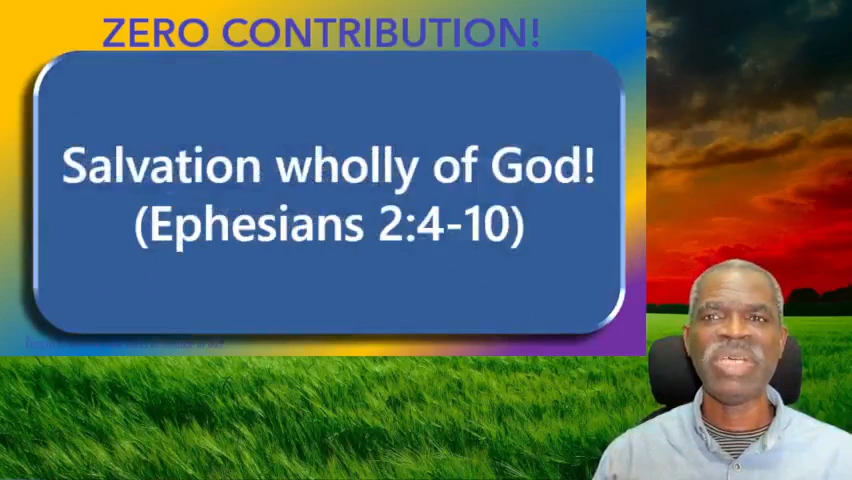 ZERO CONTRIBUTION!
Salvation wholly of God!
(Ephesians 2:4-10)